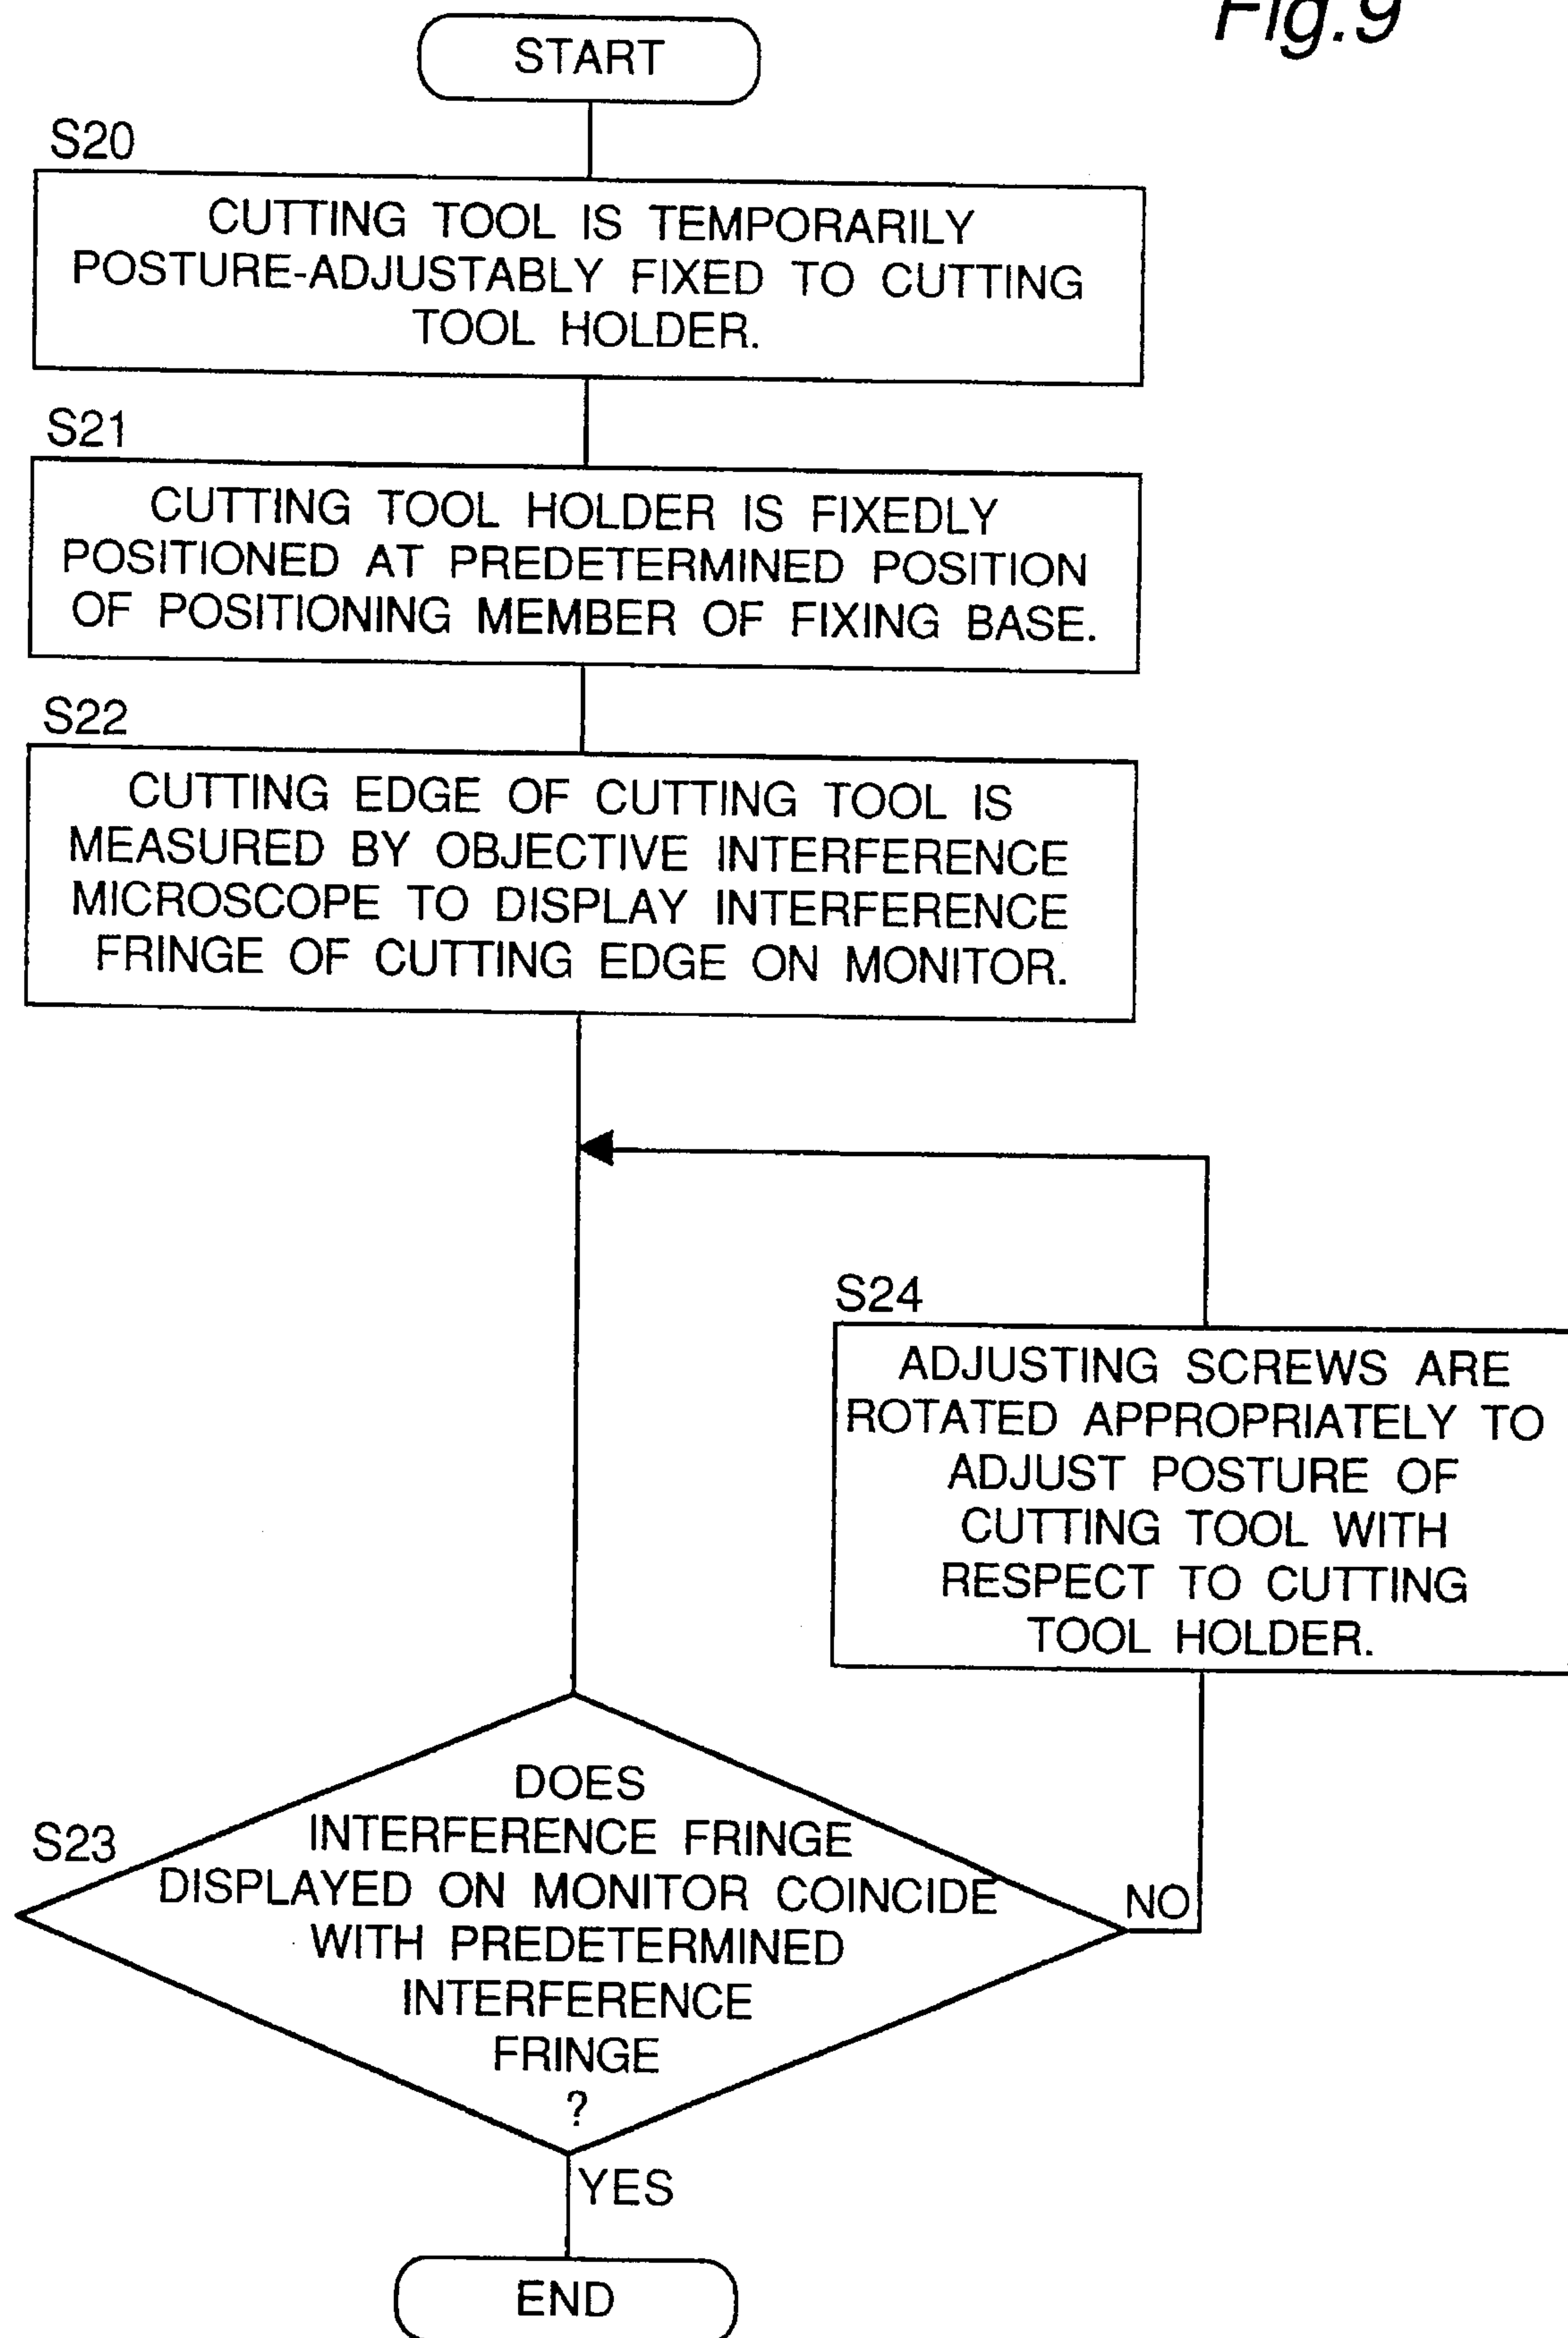 Fig.9
START
S20
CUTTING TOOL IS TEMPORARILY
POSTURE-ADJUSTABLY FIXED TO CUTTING
TOOL HOLDER.
S21
CUTTING TOOL HOLDER IS FIXEDLY
POSITIONED AT PREDETERMINED POSITION
OF POSITIONING MEMBER OF FIXING BASE.
S22
CUTTING EDGE OF CUTTING TOOL IS
MEASURED BY OBJECTIVE INTERFERENCE
MICROSCOPE TO DISPLAY INTERFERENCE
FRINGE OF CUTTING EDGE ON MONITOR.
S24
ADJUSTING SCREWS ARE
ROTATED APPROPRIATELY TO
ADJUST POSTURE OF
CUTTING TOOL WITH
RESPECT TO CUTTING
TOOL HOLDER.
S23
DOES
INTERFERENCE FRINGE
DISPLAYED ON MONITOR COINCIDE
WITH PREDETERMINED
INTERFERENCE
FRINGE
?
NO
YES
END